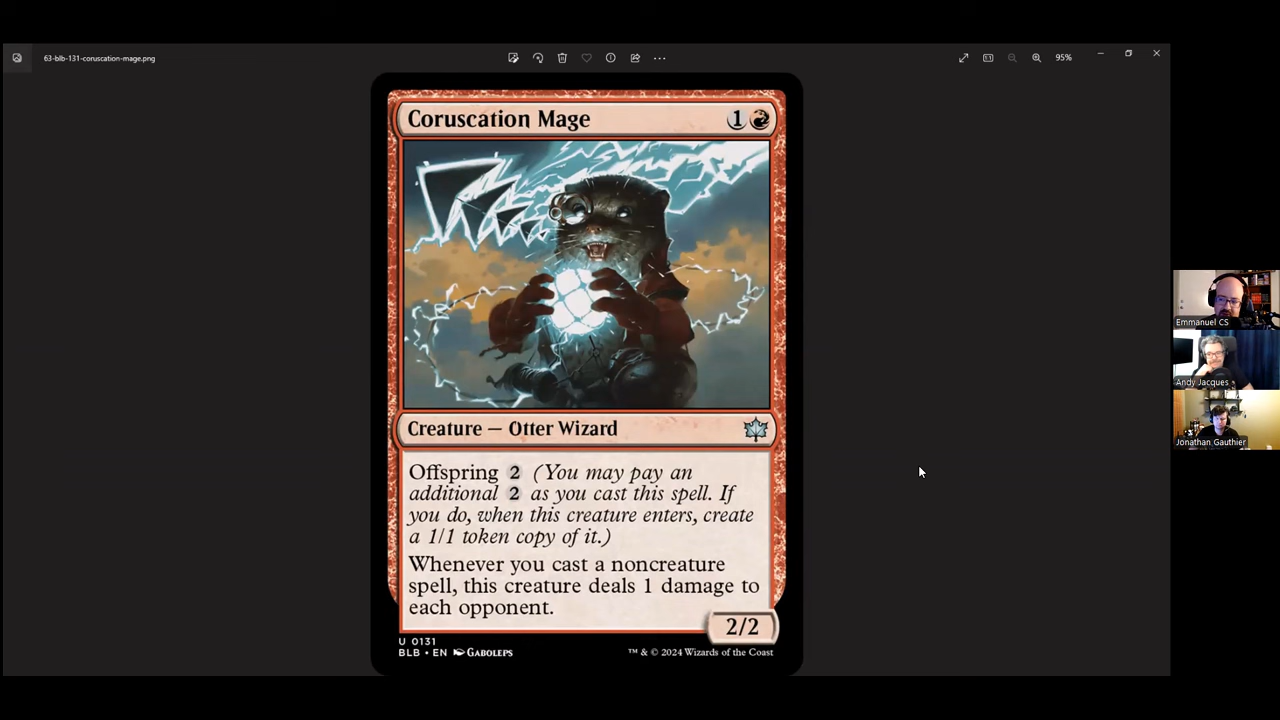 63-blb-131-coruscation-mage.png
95%
Coruscation Mage 1
Creature — Otter Wizard
Offspring 2 (You may pay an
additional 2 as you cast this spell. If
you do, when this creature enters, create
a 1/1 token copy of it.)
Whenever you cast a noncreature
spell, this creature deals 1 damage to
each opponent.
2/2
U 0131
BLB • EN GABOLEPS
™ & © 2024 Wizards of the Coast
Emmanuel CS
Andy Jacques
Jonathan Gauthier